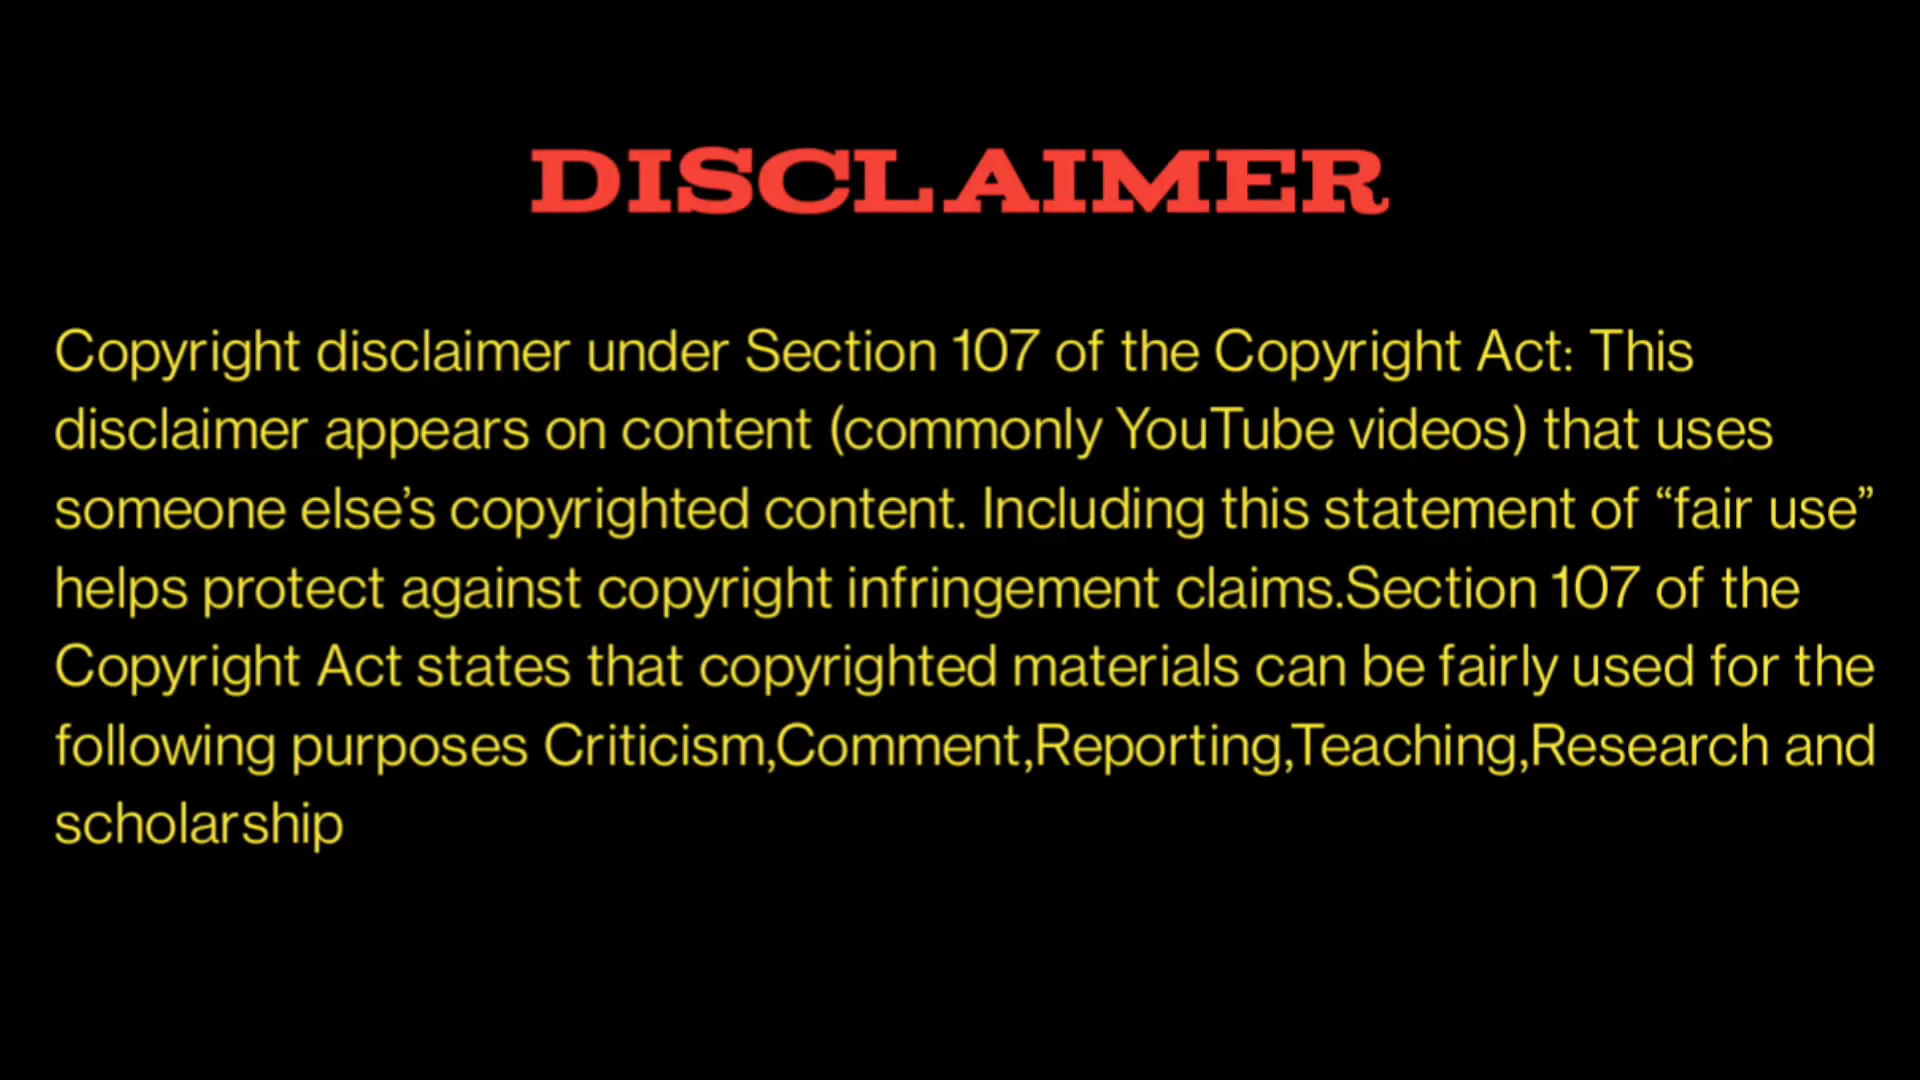 DISCLAIMER
Copyright disclaimer under Section 107 of the Copyright Act: This
disclaimer appears on content (commonly YouTube videos) that uses
someone else’s copyrighted content. Including this statement of “fair use”
helps protect against copyright infringement claims.Section 107 of the
Copyright Act states that copyrighted materials can be fairly used for the
following purposes Criticism,Comment,Reporting,Teaching,Research and
scholarship